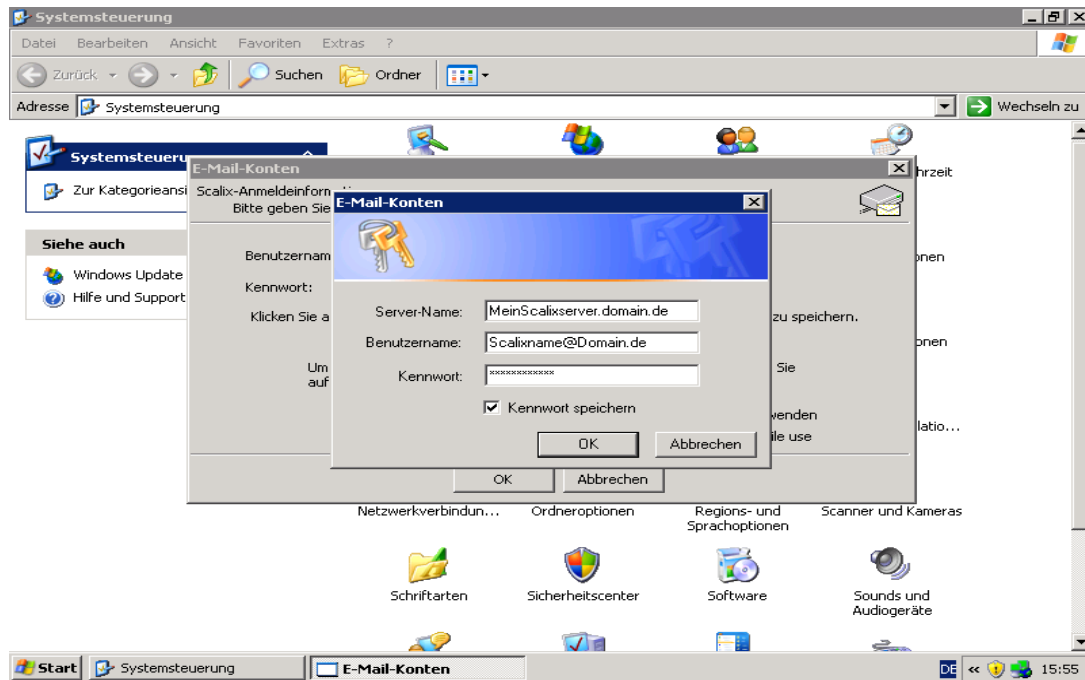 Systemsteuerung
Datei Bearbeiten Ansicht Favoriten Extras ?
Zurück Suchen Ordner
Adresse Systemsteuerung Wechseln zu
Systemsteueru
Zur Kategorieansi
Siehe auch
Windows Update
Hilfe und Support
hrzeit
onen
onen
latio...
E-Mail-Konten
Scalix-Anmeldeinform
Bitte geben Sie
Benutzernam
Kennwort:
Klicken Sie a
zu speichern.
Um
auf
Sie
wenden
ile use
OK Abbrechen
E-Mail-Konten
Server-Name: MeinScalixserver.domain.de
Benutzername: Scalixname@Domain.de
Kennwort: ************
Kennwort speichern
OK Abbrechen
Netzwerkverbindun... Ordneroptionen Regions- und Sprachoptionen Scanner und Kameras
Schriftarten Sicherheitscenter Software Sounds und Audiogeräte
Start Systemsteuerung E-Mail-Konten DE « 15:55